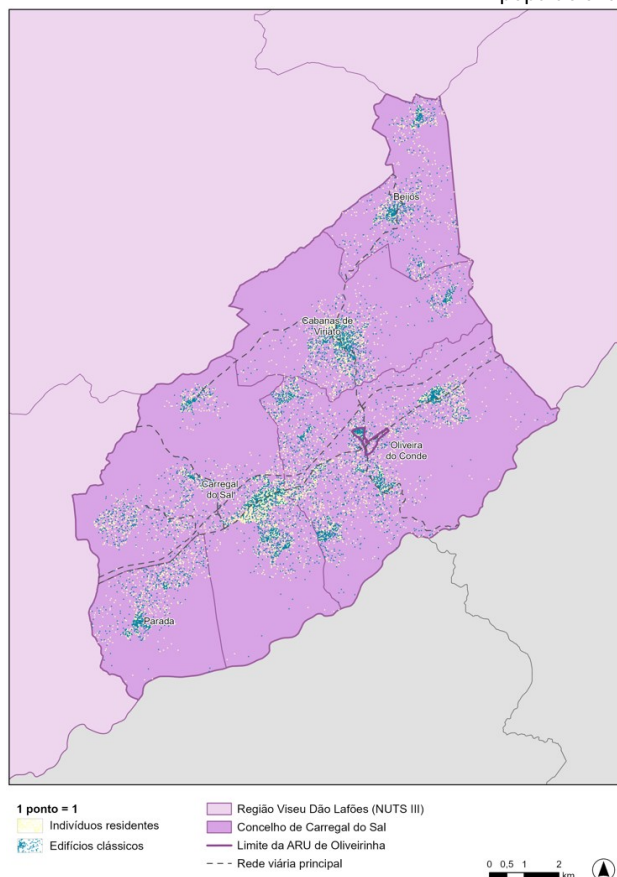 Beijós
Cabanas de
Viriato
Oliveira
do Conde
Carregal
do Sal
Parada
1 ponto = 1
Indivíduos residentes
Edifícios clássicos
Região Viseu Dão Lafões (NUTS III)
Concelho de Carregal do Sal
Limite da ARU de Oliveirinha
Rede viária principal
0 0,5 1 2
km